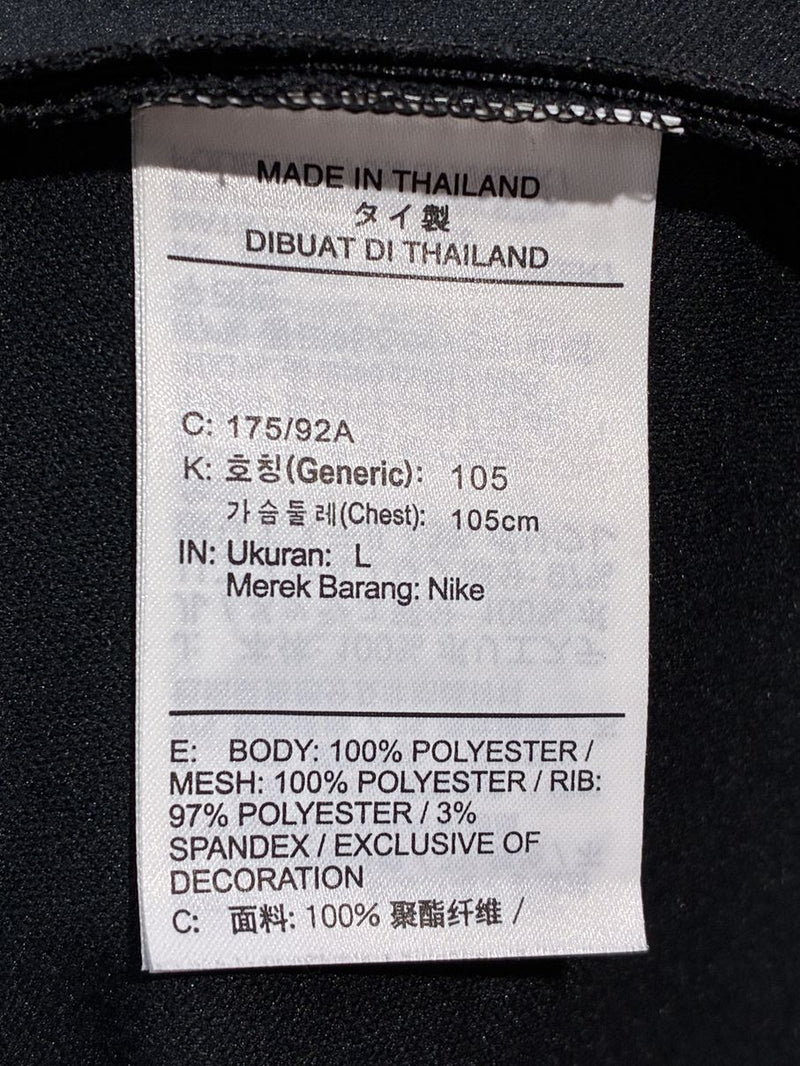 MADE IN THAILAND
タイ製
DIBUAT DI THAILAND
C: 175/92A
K: 호칭(Generic): 105
가슴둘레(Chest): 105cm
IN: Ukuran: L
Merek Barang: Nike
E: BODY: 100% POLYESTER /
MESH: 100% POLYESTER / RIB:
97% POLYESTER / 3%
SPANDEX / EXCLUSIVE OF
DECORATION
C: 面料: 100% 聚酯纤维 /